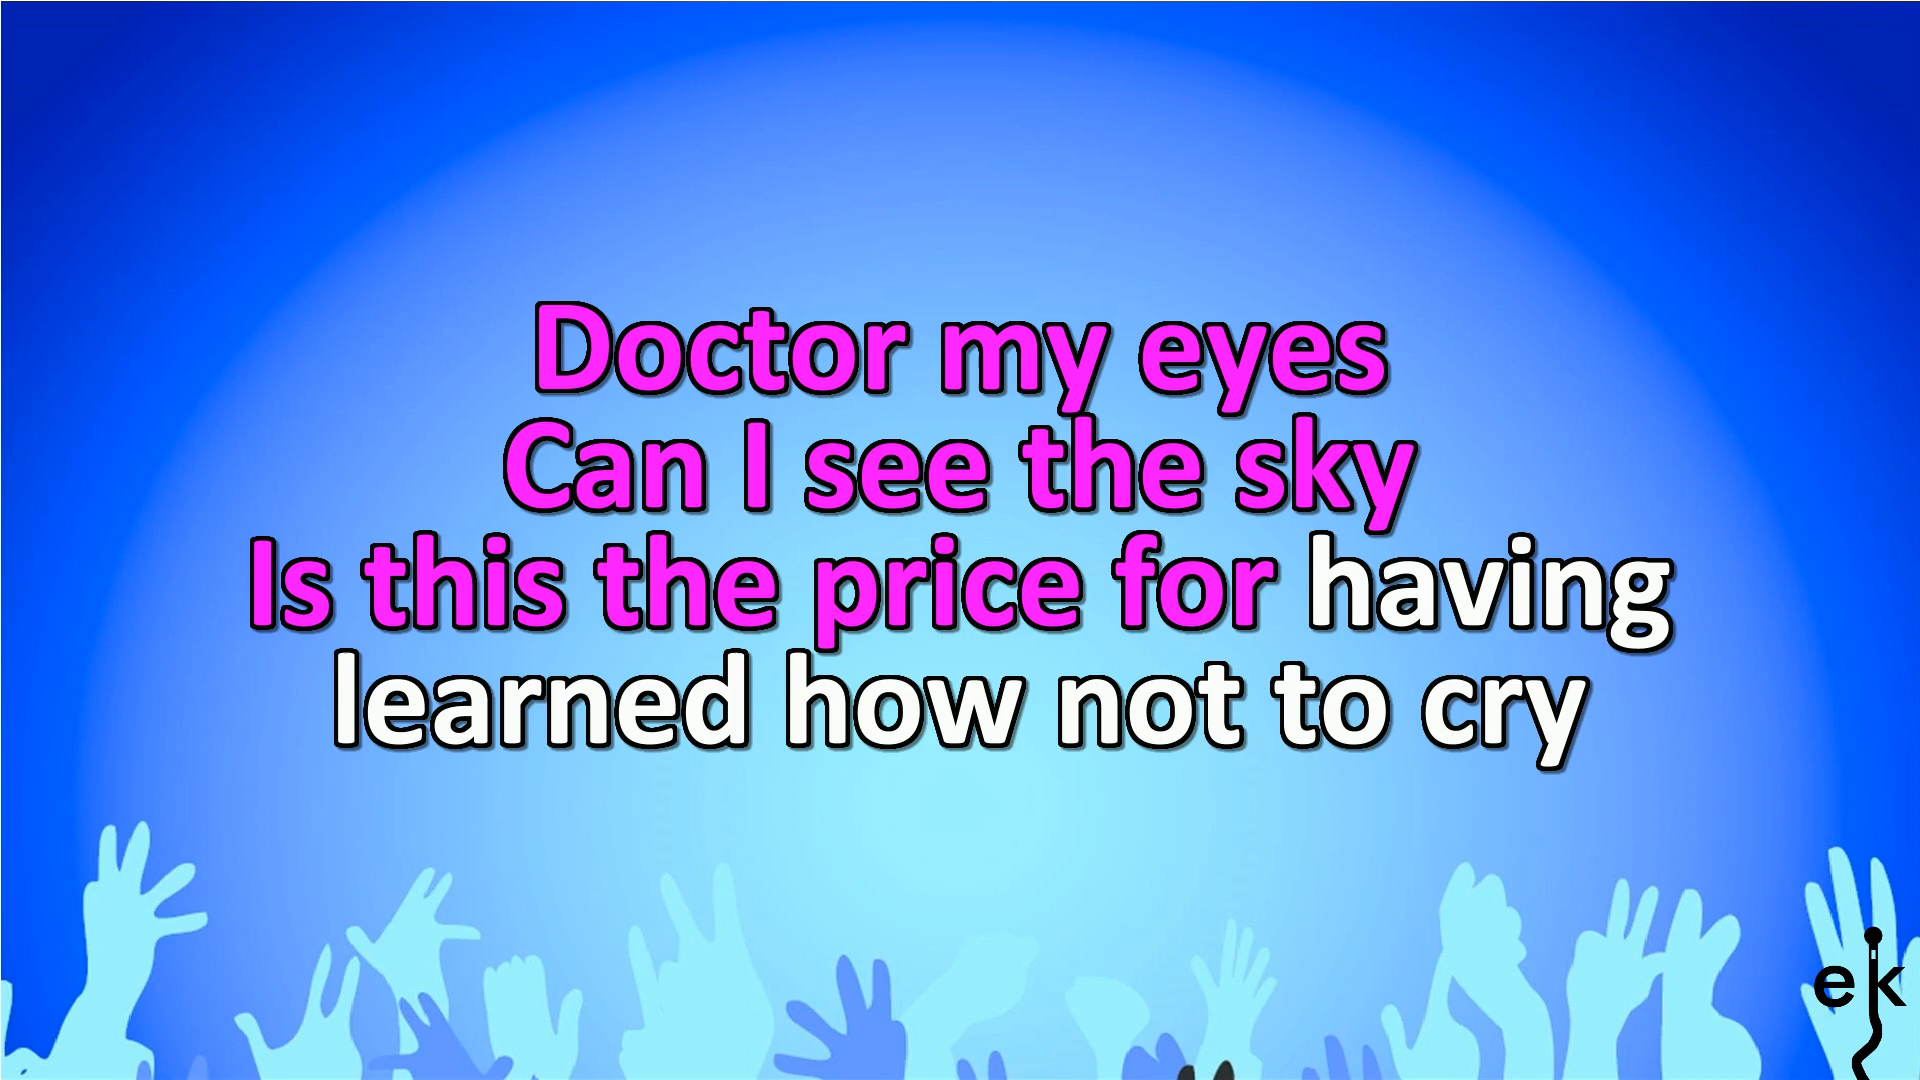 Doctor my eyes
Can I see the sky
Is this the price for having
learned how not to cry
ek